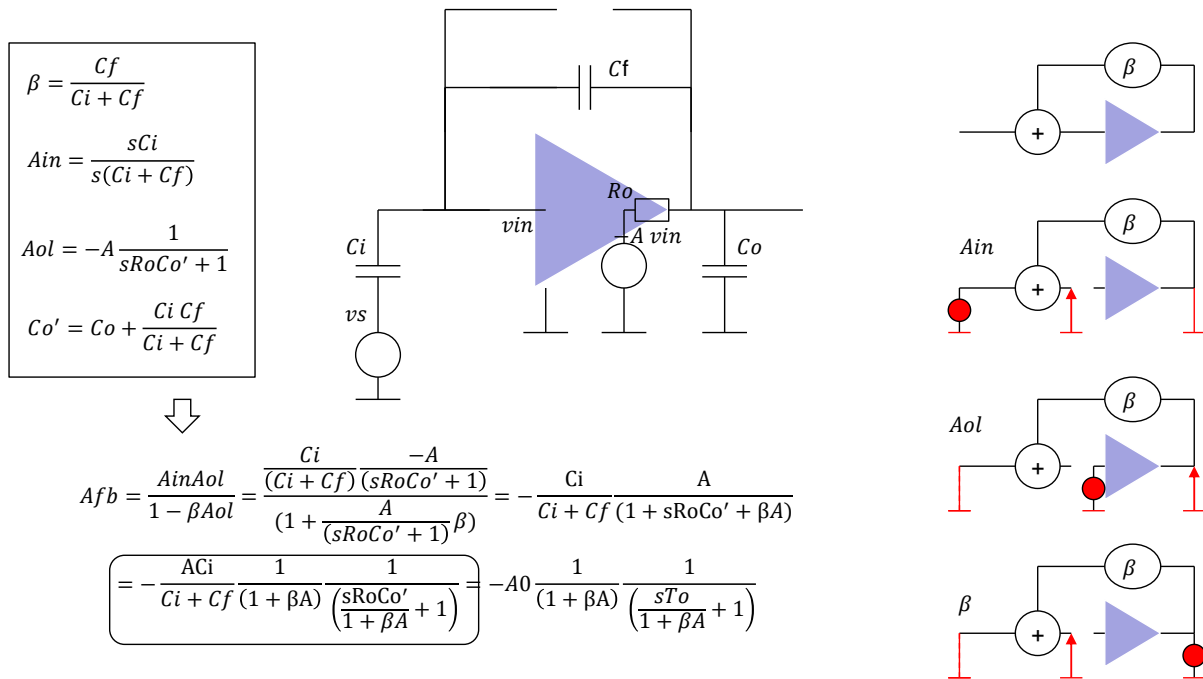 β = Cf / (Ci + Cf)
Ain = sCi / s(Ci + Cf)
Aol = −A 1 / (sRoCo′ + 1)
Co′ = Co + Ci Cf / (Ci + Cf)
Cf
Ro
vin
−A vin
Ci
Co
vs
β
+
Ain
β
+
Aol
β
+
β
β
+
Afb = AinAol / (1 − βAol) = (Ci / (Ci + Cf) −A / (sRoCo′ + 1)) / (1 + A / (sRoCo′ + 1) β) = − Ci / (Ci + Cf) A / (1 + sRoCo′ + βA)
= − ACi / (Ci + Cf) 1 / (1 + βA) 1 / (sRoCo′ / (1 + βA) + 1) = −A0 1 / (1 + βA) 1 / (sTo / (1 + βA) + 1)